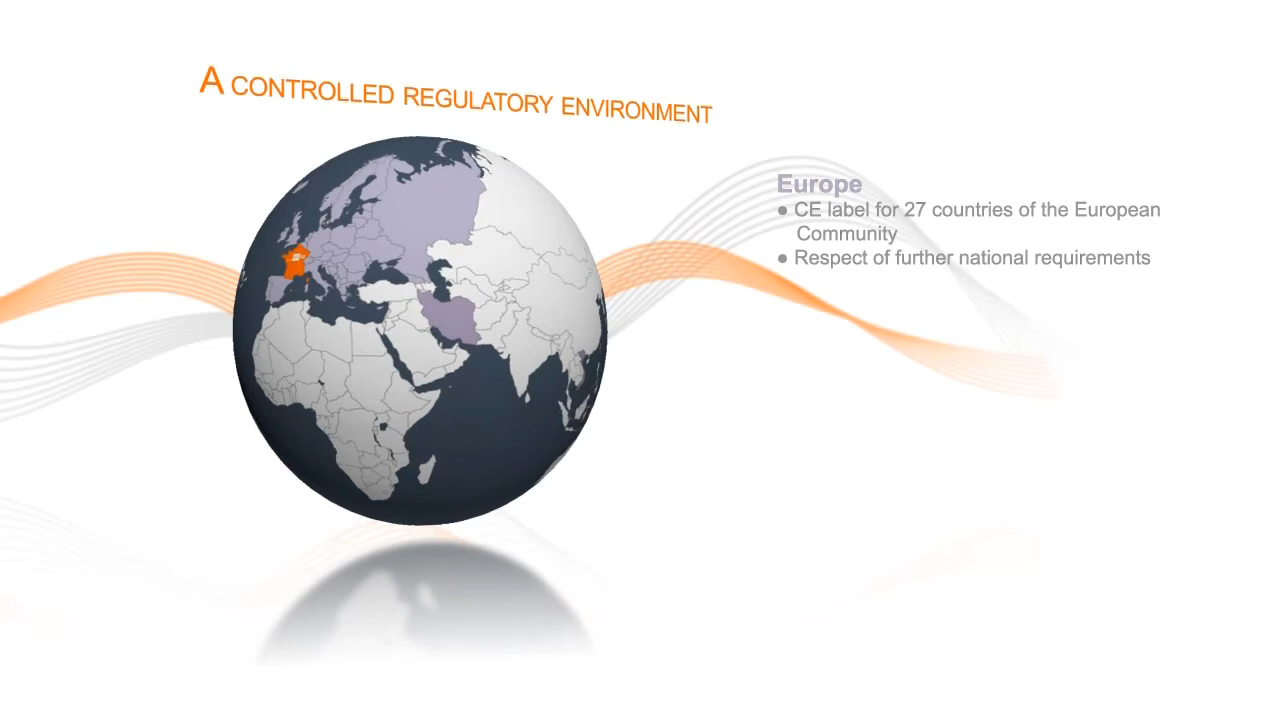 A CONTROLLED REGULATORY ENVIRONMENT
Europe
● CE label for 27 countries of the European
Community
● Respect of further national requirements